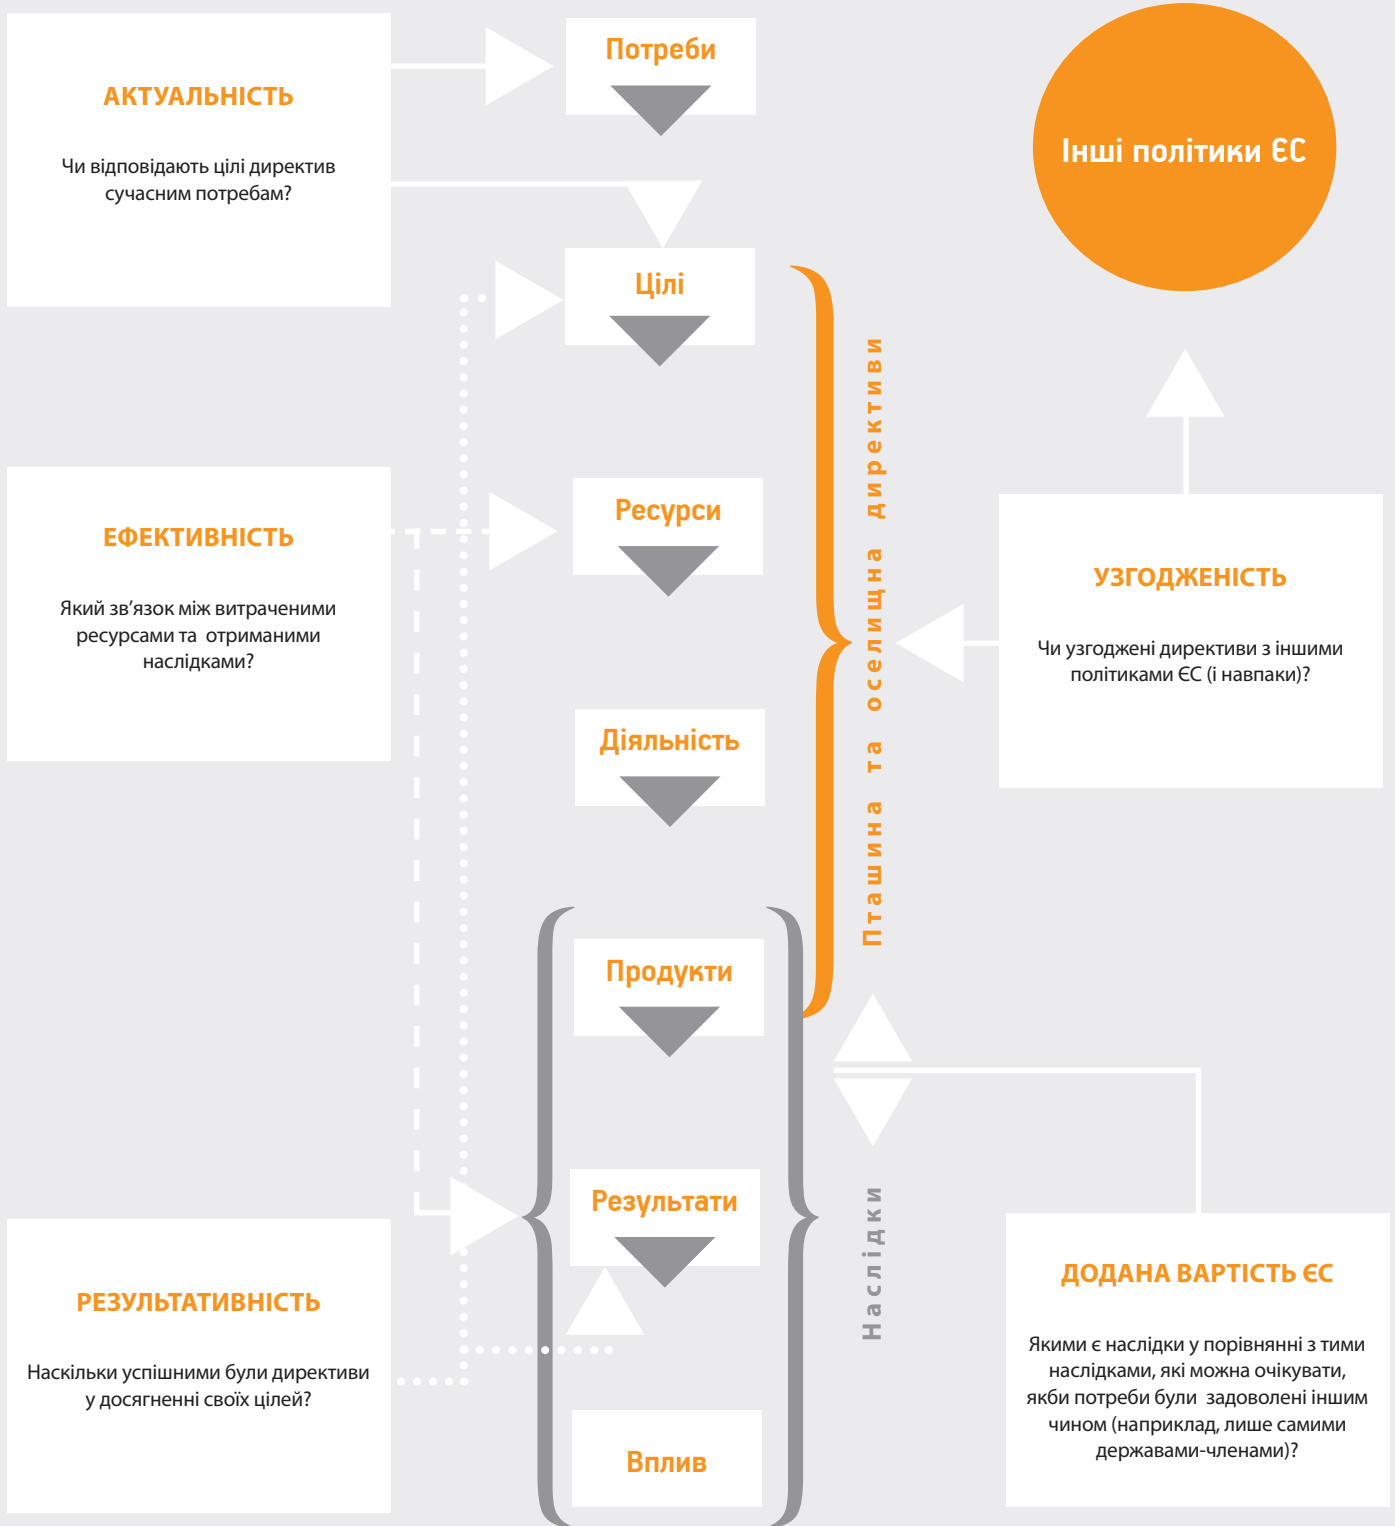 АКТУАЛЬНІСТЬ
Чи відповідають цілі директив
сучасним потребам?
ЕФЕКТИВНІСТЬ
Який зв’язок між витраченими
ресурсами та отриманими
наслідками?
РЕЗУЛЬТАТИВНІСТЬ
Наскільки успішними були директиви
у досягненні своїх цілей?
Потреби
Цілі
Ресурси
Діяльність
Продукти
Результати
Вплив
Пташина та оселищна директиви
Наслідки
Інші політики ЄС
УЗГОДЖЕНІСТЬ
Чи узгоджені директиви з іншими
політиками ЄС (і навпаки)?
ДОДАНА ВАРТІСТЬ ЄС
Якими є наслідки у порівнянні з тими
наслідками, які можна очікувати,
якби потреби були задоволені іншим
чином (наприклад, лише самими
державами-членами)?